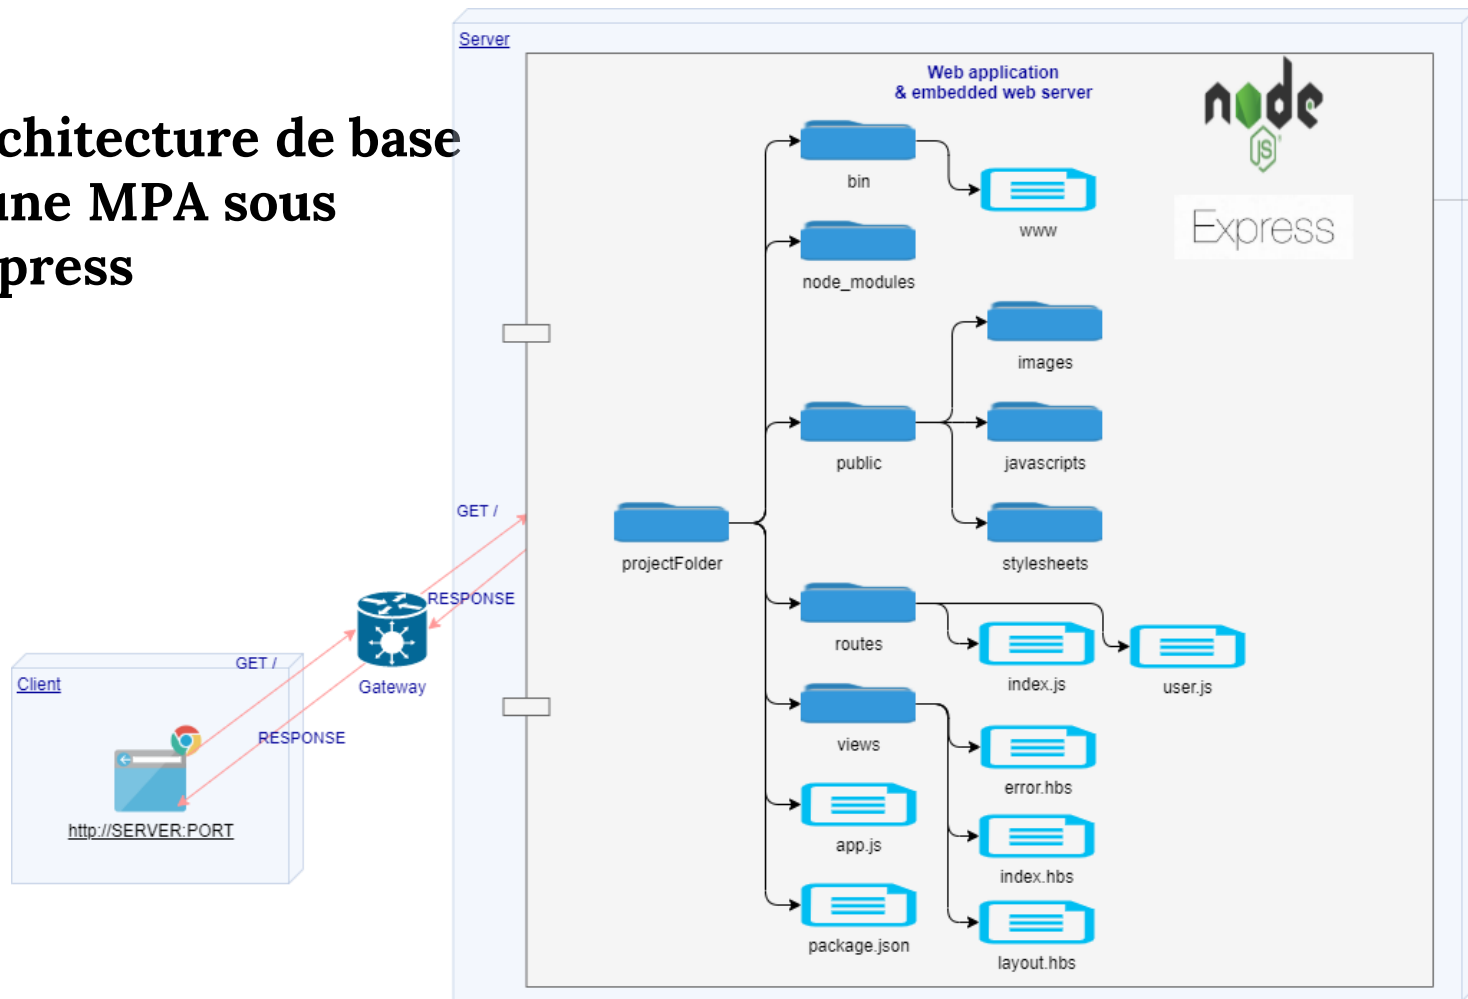 Server
Web application
& embedded web server
node
JS
Express
chitecture de base
une MPA sous
press
bin
www
node_modules
images
public
javascripts
GET /
projectFolder
stylesheets
RESPONSE
routes
index.js
user.js
GET /
Client
Gateway
RESPONSE
views
error.hbs
http://SERVER:PORT
app.js
index.hbs
package.json
layout.hbs